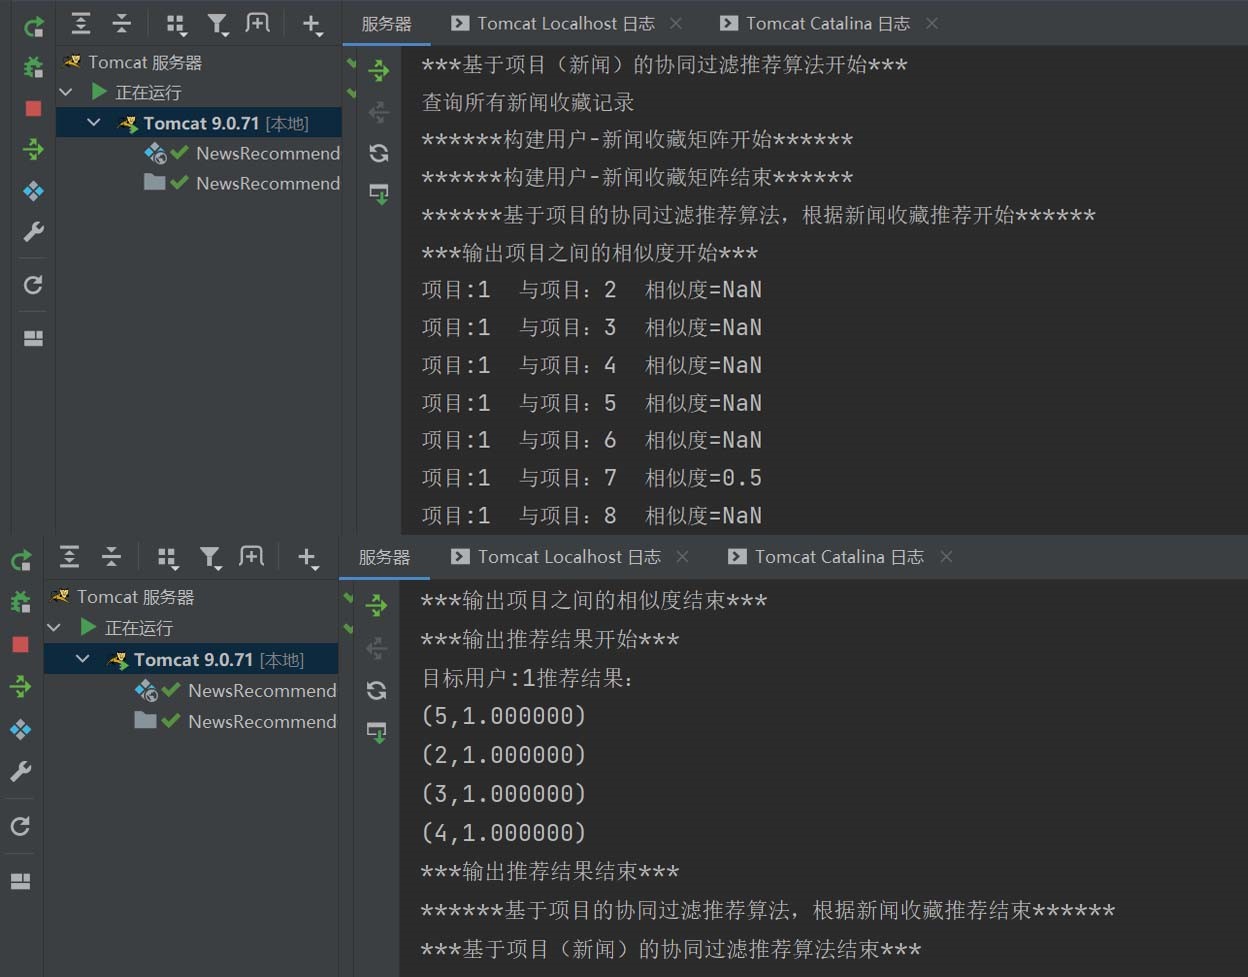 服务器
Tomcat Localhost 日志
Tomcat Catalina 日志
Tomcat 服务器
正在运行
Tomcat 9.0.71 [本地]
NewsRecommend
NewsRecommend
***基于项目（新闻）的协同过滤推荐算法开始***
查询所有新闻收藏记录
******构建用户-新闻收藏矩阵开始******
******构建用户-新闻收藏矩阵结束******
******基于项目的协同过滤推荐算法，根据新闻收藏推荐开始******
***输出项目之间的相似度开始***
项目:1 与项目：2 相似度=NaN
项目:1 与项目：3 相似度=NaN
项目:1 与项目：4 相似度=NaN
项目:1 与项目：5 相似度=NaN
项目:1 与项目：6 相似度=NaN
项目:1 与项目：7 相似度=0.5
项目:1 与项目：8 相似度=NaN
服务器
Tomcat Localhost 日志
Tomcat Catalina 日志
Tomcat 服务器
正在运行
Tomcat 9.0.71 [本地]
NewsRecommend
NewsRecommend
***输出项目之间的相似度结束***
***输出推荐结果开始***
目标用户:1推荐结果：
(5,1.000000)
(2,1.000000)
(3,1.000000)
(4,1.000000)
***输出推荐结果结束***
******基于项目的协同过滤推荐算法，根据新闻收藏推荐结束******
***基于项目（新闻）的协同过滤推荐算法结束***